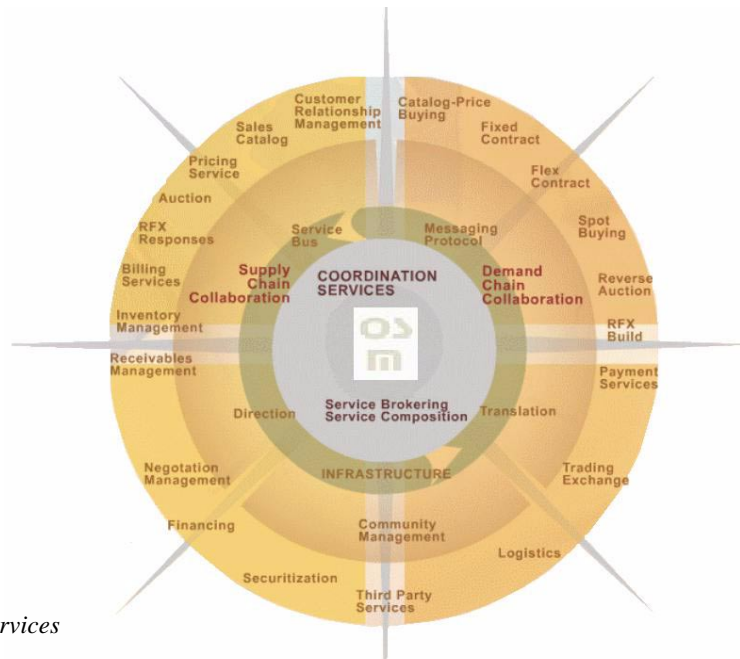 Customer
Relationship
Management
Catalog-Price
Buying
Sales
Catalog
Fixed
Contract
Pricing
Service
Flex
Contract
Auction
Spot
Buying
RFX
Responses
Service
Bus
Messaging
Protocol
Billing
Services
Supply
Chain
Collaboration
COORDINATION
SERVICES
Demand
Chain
Collaboration
Reverse
Auction
Inventory
Management
RFX
Build
OS
M
Receivables
Management
Payment
Services
Direction
Service Brokering
Service Composition
Translation
Negotation
Management
INFRASTRUCTURE
Trading
Exchange
Financing
Community
Management
Logistics
Securitization
Third Party
Services
rvices